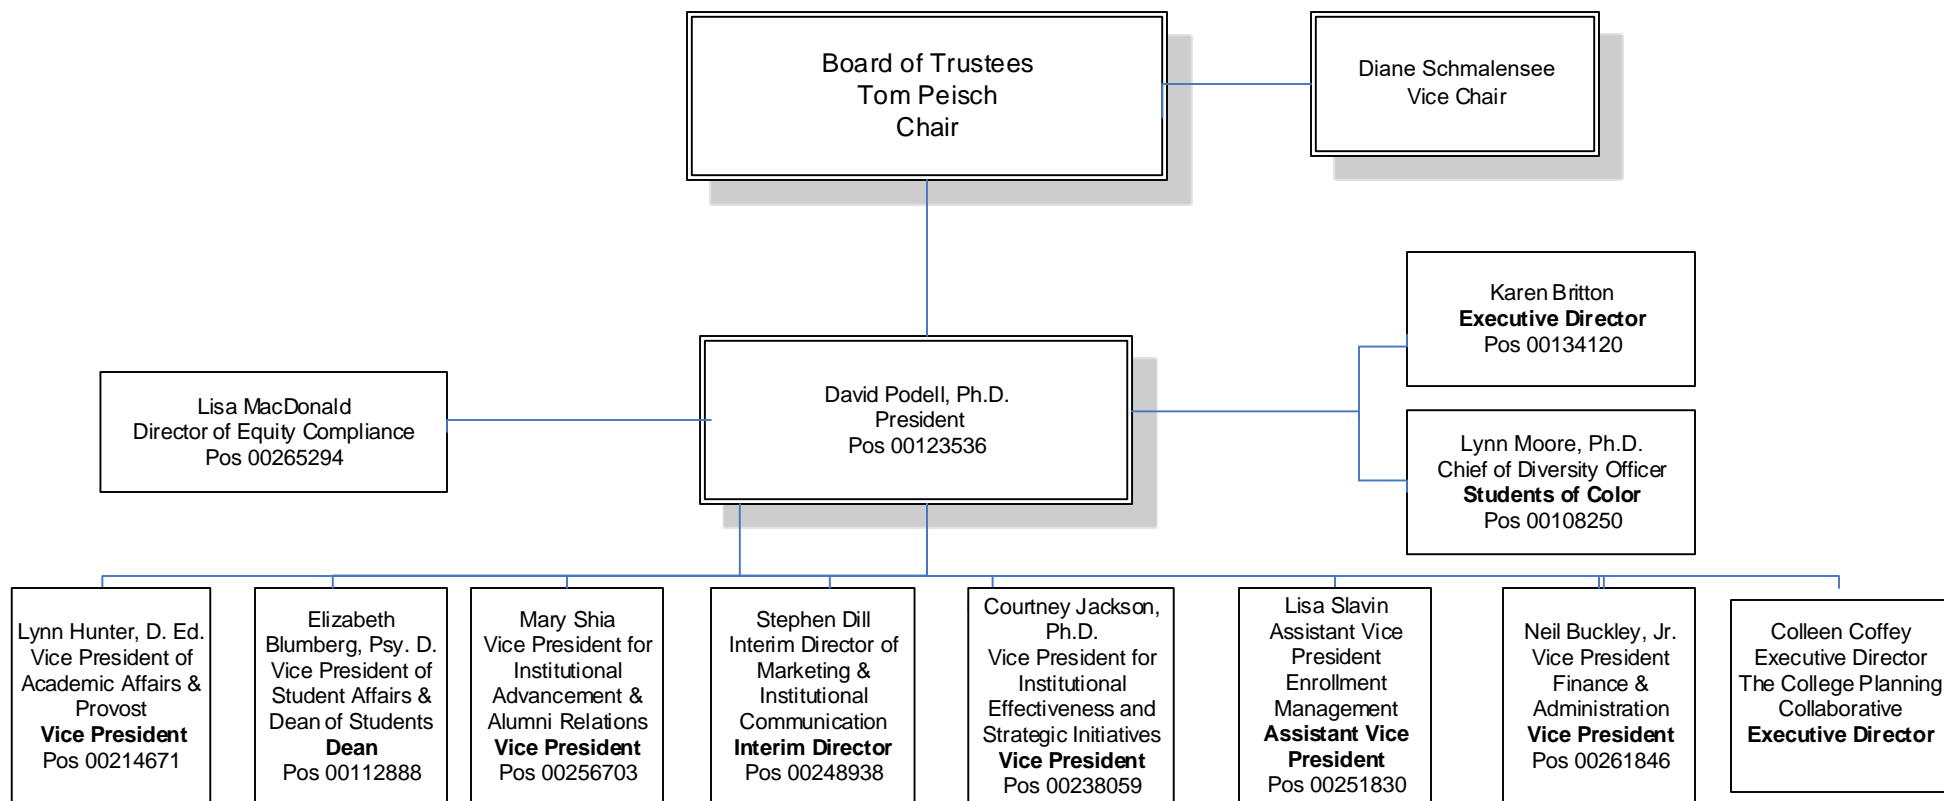 Board of Trustees
Tom Peisch
Chair
Diane Schmalensee
Vice Chair
Karen Britton
Executive Director
Pos 00134120
Lisa MacDonald
Director of Equity Compliance
Pos 00265294
David Podell, Ph.D.
President
Pos 00123536
Lynn Moore, Ph.D.
Chief of Diversity Officer
Students of Color
Pos 00108250
Lynn Hunter, D. Ed.
Vice President of
Academic Affairs &
Provost
Vice President
Pos 00214671
Elizabeth
Blumberg, Psy. D.
Vice President of
Student Affairs &
Dean of Students
Dean
Pos 00112888
Mary Shia
Vice President for
Institutional
Advancement &
Alumni Relations
Vice President
Pos 00256703
Stephen Dill
Interim Director of
Marketing &
Institutional
Communication
Interim Director
Pos 00248938
Courtney Jackson,
Ph.D.
Vice President for
Institutional
Effectiveness and
Strategic Initiatives
Vice President
Pos 00238059
Lisa Slavin
Assistant Vice
President
Enrollment
Management
Assistant Vice
President
Pos 00251830
Neil Buckley, Jr.
Vice President
Finance &
Administration
Vice President
Pos 00261846
Colleen Coffey
Executive Director
The College Planning
Collaborative
Executive Director